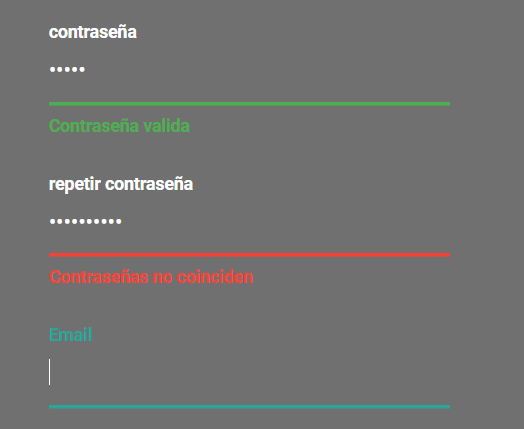 contraseña
•••••
Contraseña valida
repetir contraseña
••••••••••
Contraseñas no coinciden
Email